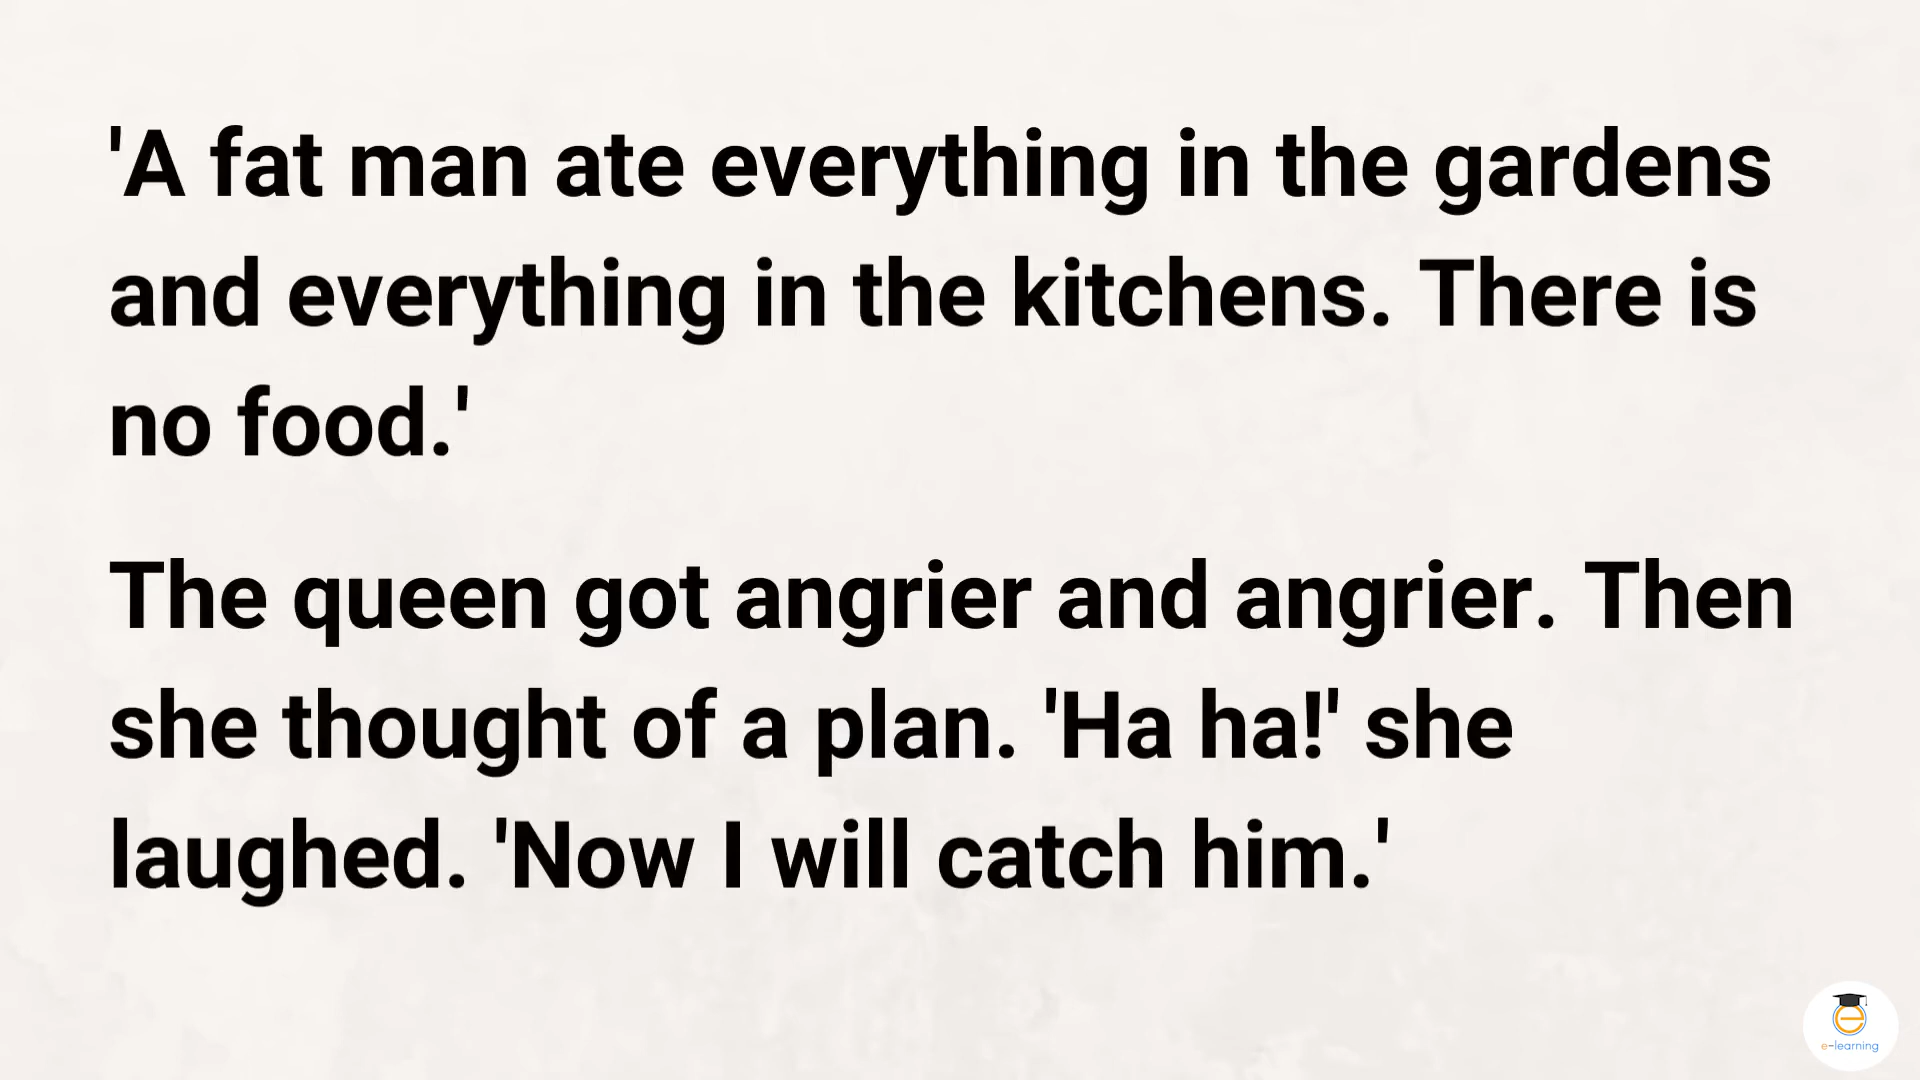 'A fat man ate everything in the gardens
and everything in the kitchens. There is
no food.'
The queen got angrier and angrier. Then
she thought of a plan. 'Ha ha!' she
laughed. 'Now I will catch him.'
e-learning